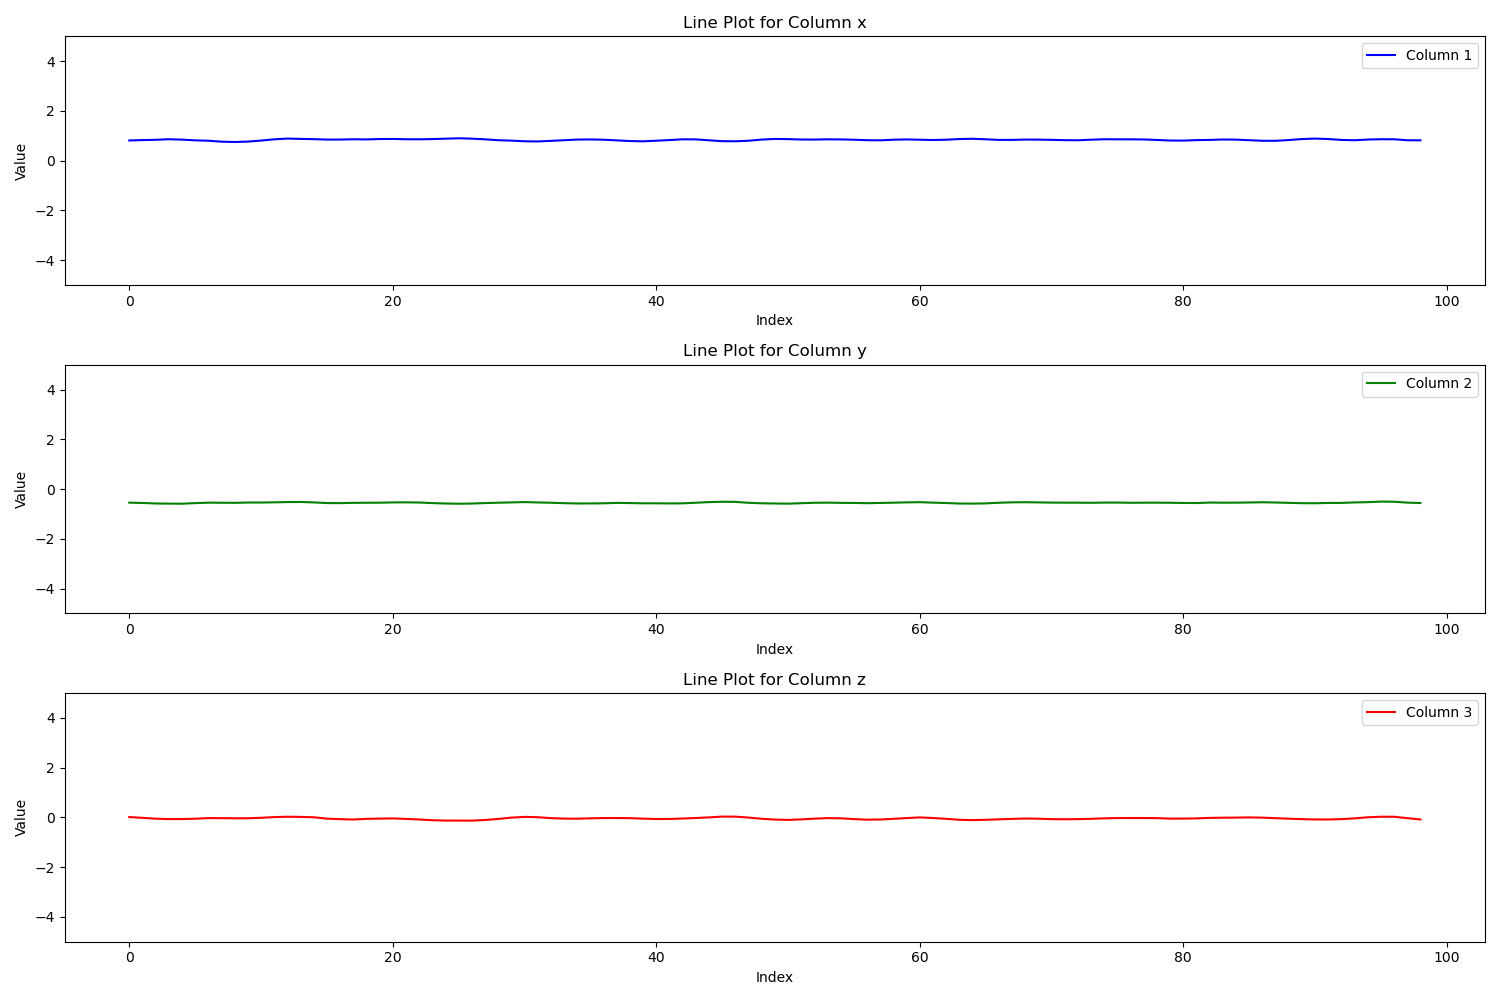 Line Plot for Column x
Column 1
Value
4
2
0
−2
−4
0 20 40 60 80 100
Index
Line Plot for Column y
Column 2
Value
4
2
0
−2
−4
0 20 40 60 80 100
Index
Line Plot for Column z
Column 3
Value
4
2
0
−2
−4
0 20 40 60 80 100
Index